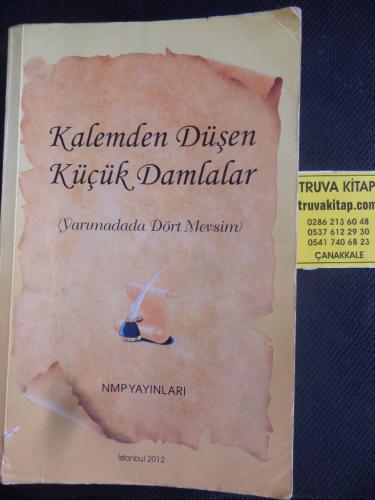 Kalemden Düşen
Küçük Damlalar
(Yarımadada Dört Mevsim)
NMP YAYINLARI
İstanbul 2012
TRUVA KİTAP
truvakitap.com
0286 213 60 48
0537 612 29 30
0541 740 68 23
ÇANAKKALE